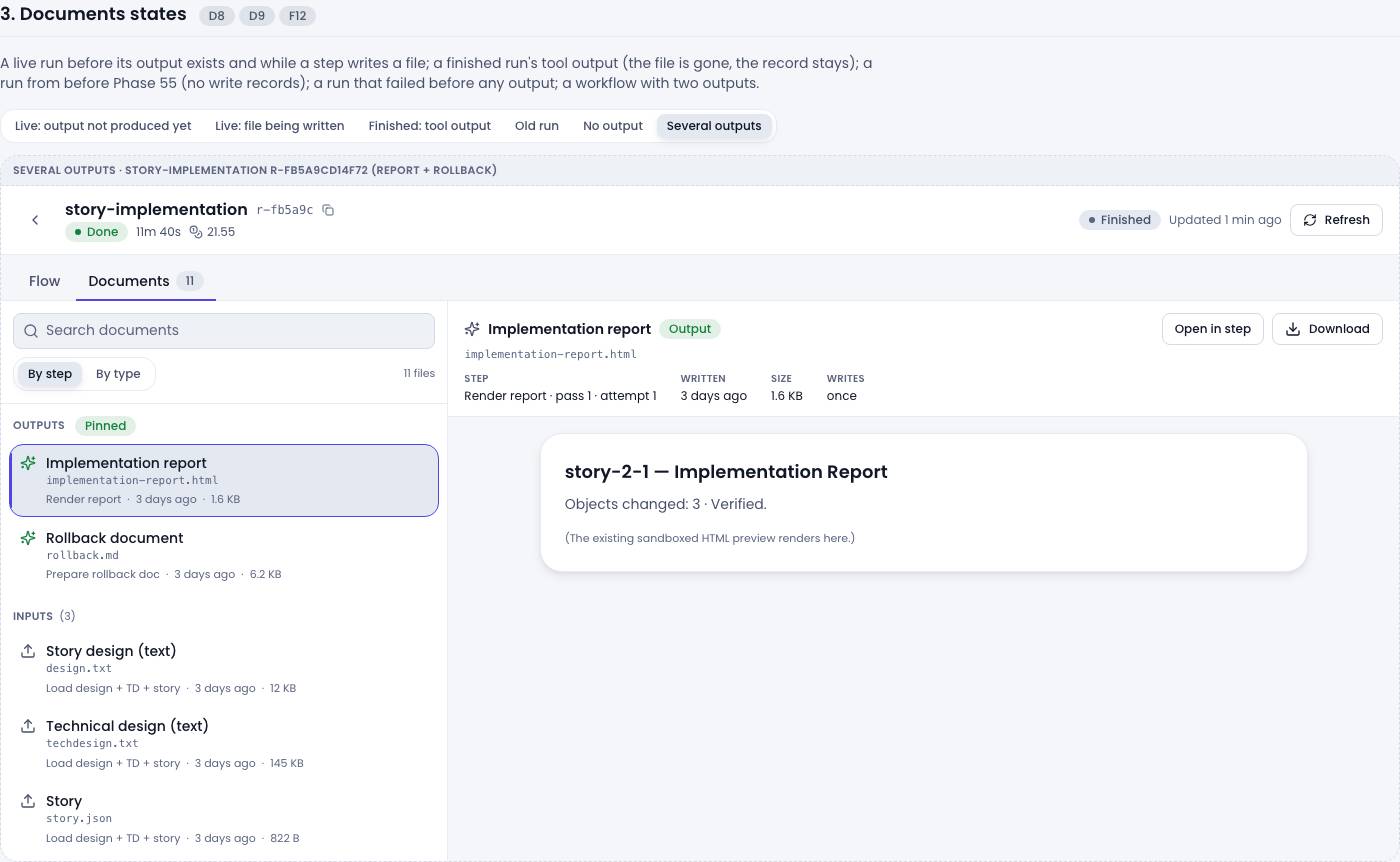 3. Documents states D8 D9 F12
A live run before its output exists and while a step writes a file; a finished run's tool output (the file is gone, the record stays); a
run from before Phase 55 (no write records); a run that failed before any output; a workflow with two outputs.
Live: output not produced yet Live: file being written Finished: tool output Old run No output Several outputs
SEVERAL OUTPUTS · STORY-IMPLEMENTATION R-FB5A9CD14F72 (REPORT + ROLLBACK)
story-implementation r-fb5a9c
Done 11m 40s 21.55
Finished Updated 1 min ago Refresh
Flow Documents 11
Search documents
By step By type 11 files
OUTPUTS Pinned
Implementation report
implementation-report.html
Render report · 3 days ago · 1.6 KB
Rollback document
rollback.md
Prepare rollback doc · 3 days ago · 6.2 KB
INPUTS (3)
Story design (text)
design.txt
Load design + TD + story · 3 days ago · 12 KB
Technical design (text)
techdesign.txt
Load design + TD + story · 3 days ago · 145 KB
Story
story.json
Load design + TD + story · 3 days ago · 822 B
Implementation report Output Open in step Download
implementation-report.html
STEP WRITTEN SIZE WRITES
Render report · pass 1 · attempt 1 3 days ago 1.6 KB once
story-2-1 — Implementation Report
Objects changed: 3 · Verified.
(The existing sandboxed HTML preview renders here.)